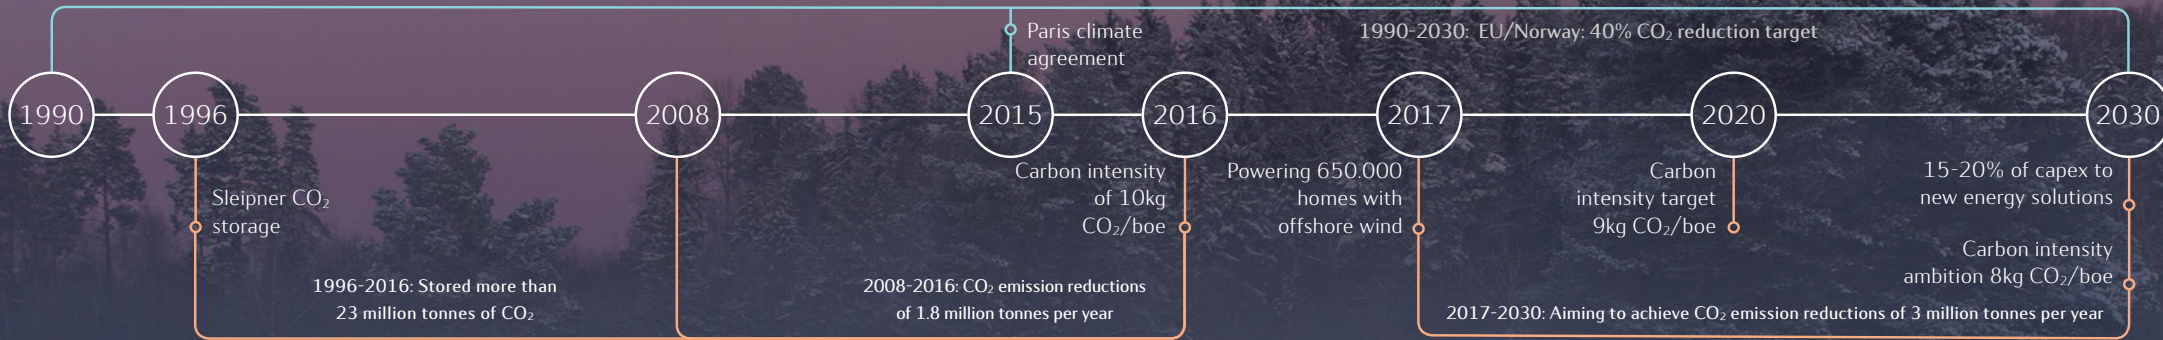 Paris climate
agreement
1990-2030: EU/Norway: 40% CO₂ reduction target
1990
1996
2008
2015
2016
2017
2020
2030
Sleipner CO₂
storage
1996-2016: Stored more than
23 million tonnes of CO₂
Carbon intensity
of 10kg
CO₂/boe
2008-2016: CO₂ emission reductions
of 1.8 million tonnes per year
Powering 650.000
homes with
offshore wind
Carbon
intensity target
9kg CO₂/boe
15-20% of capex to
new energy solutions
Carbon intensity
ambition 8kg CO₂/boe
2017-2030: Aiming to achieve CO₂ emission reductions of 3 million tonnes per year